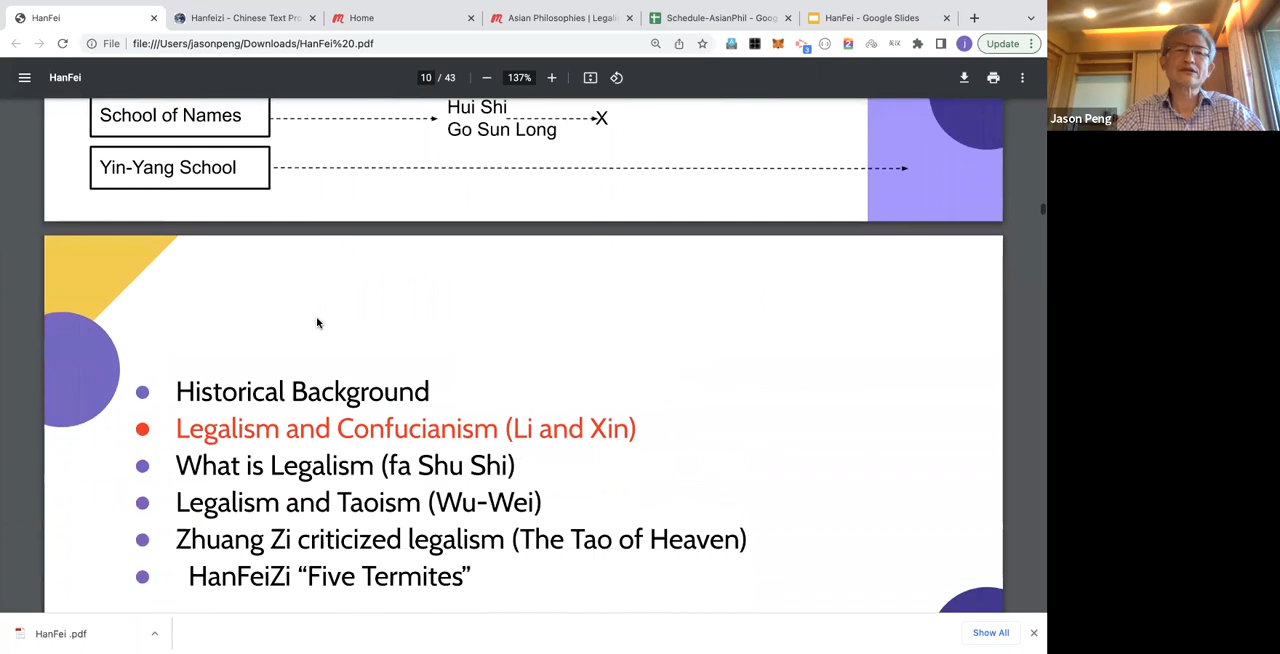 HanFei
Hanfeizi - Chinese Text Pro
Home
Asian Philosophies | Legali
Schedule-AsianPhil - Goog
HanFei - Google Slides
File
file:///Users/jasonpeng/Downloads/HanFei%20.pdf
Update
HanFei
10 / 43
137%
Jason Peng
School of Names
Hui Shi
Go Sun Long
X
Yin-Yang School
Historical Background
Legalism and Confucianism (Li and Xin)
What is Legalism (fa Shu Shi)
Legalism and Taoism (Wu-Wei)
Zhuang Zi criticized legalism (The Tao of Heaven)
HanFeiZi “Five Termites”
HanFei .pdf
Show All